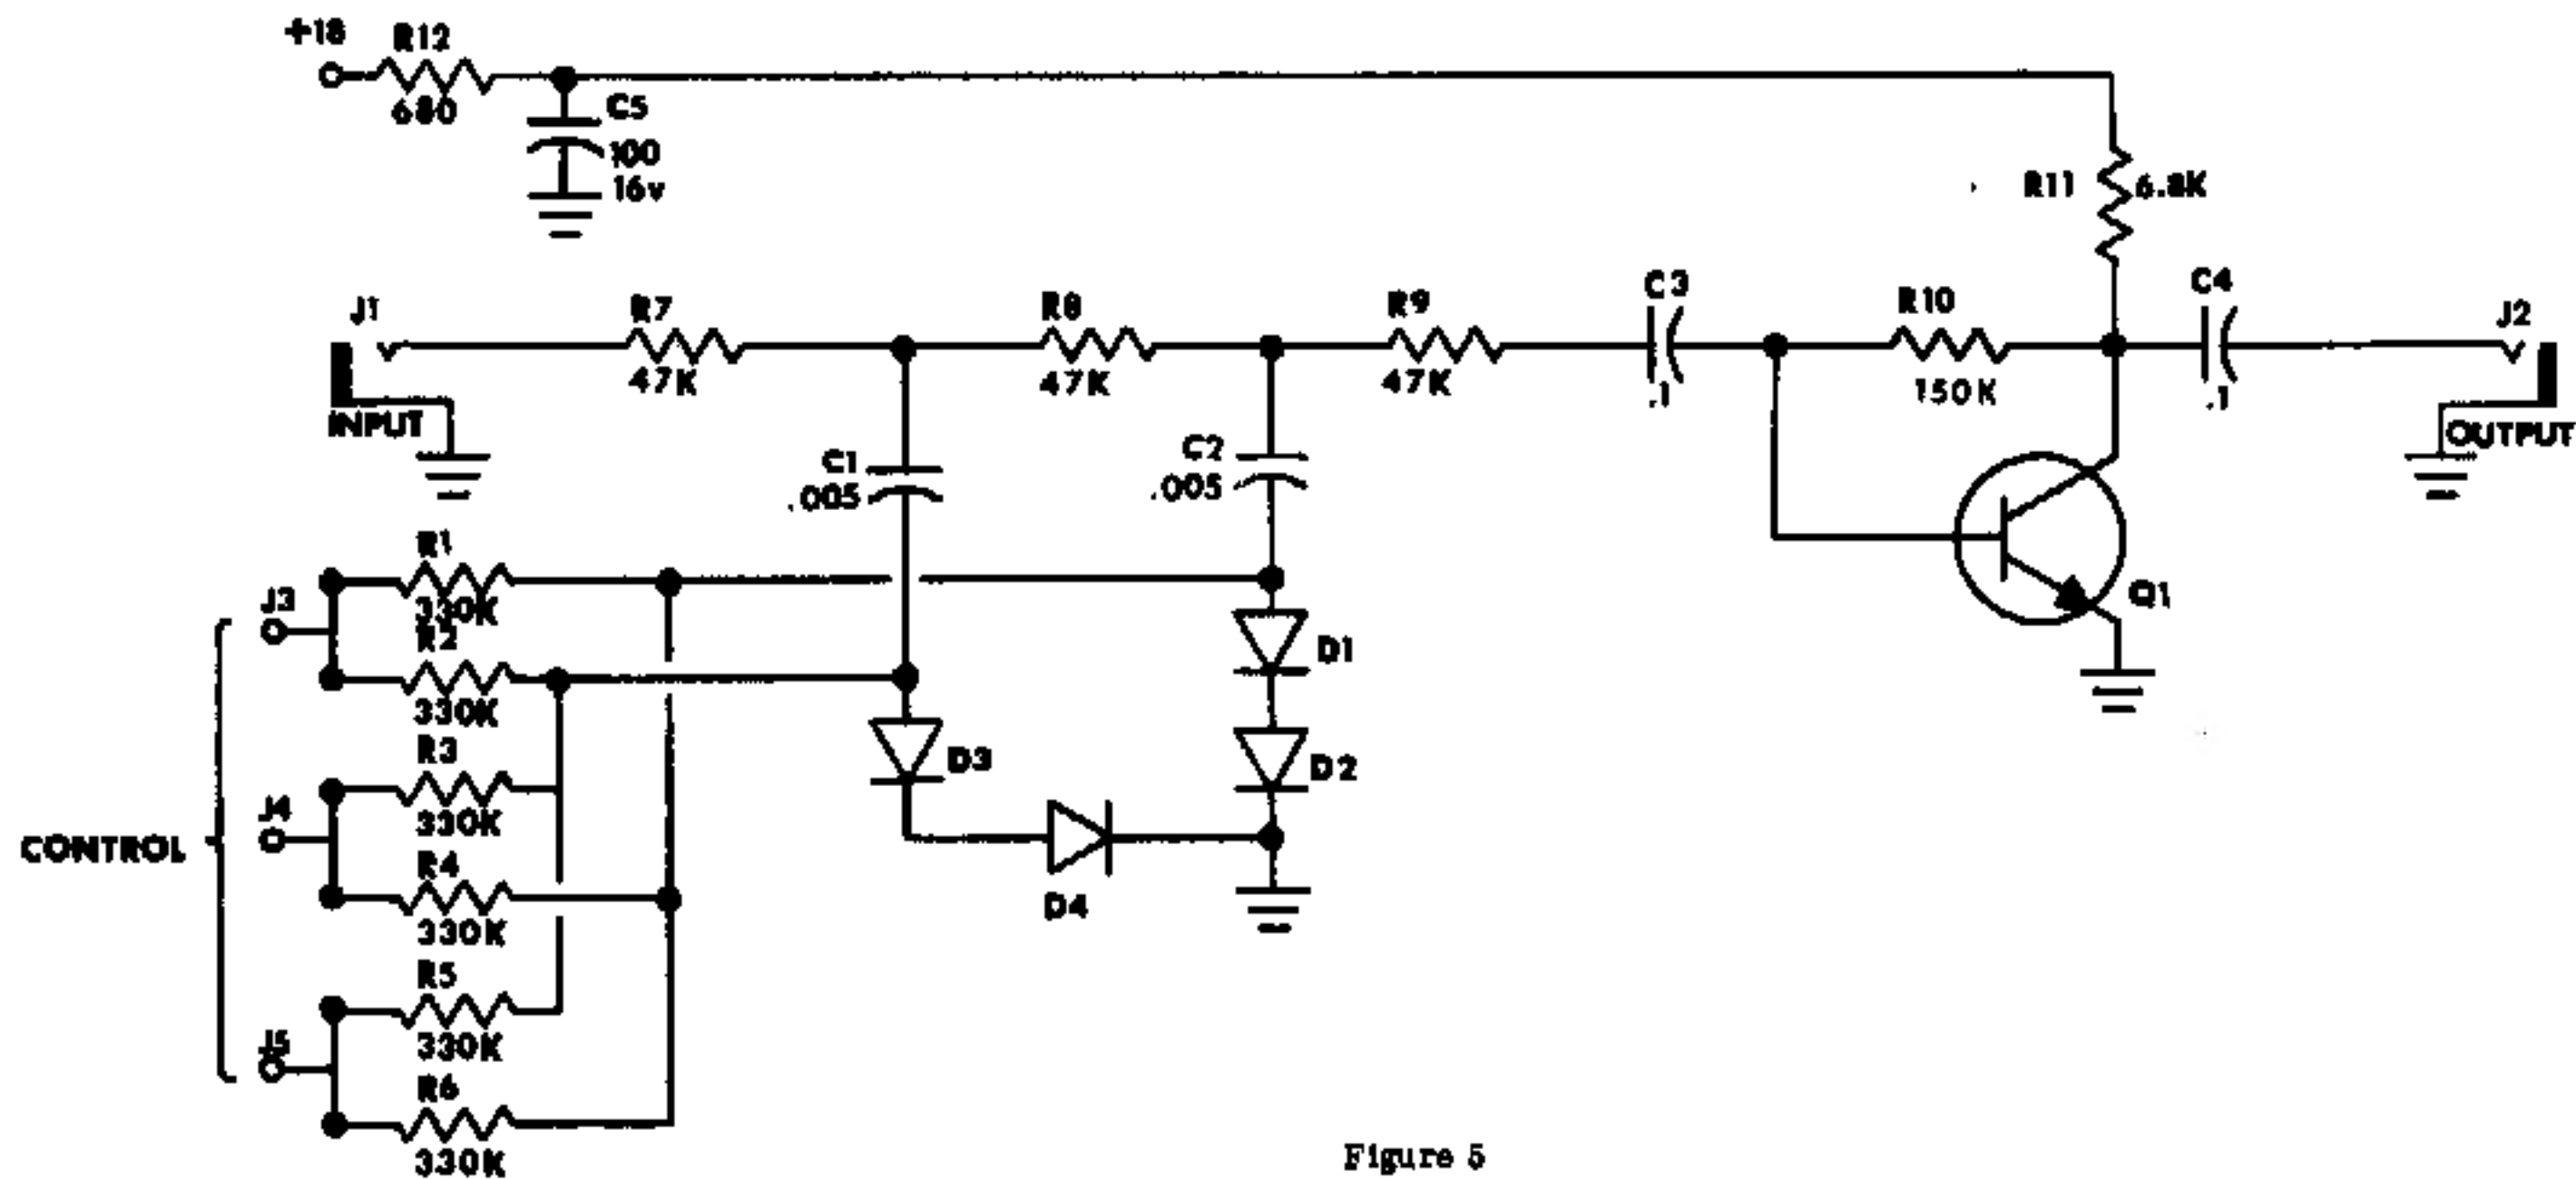 +18
R12
680
C5
100
16v
R11
6.8K
J1
INPUT
R7
47K
R8
47K
R9
47K
C3
.1
R10
150K
C4
.1
J2
OUTPUT
C1
.005
C2
.005
Q1
CONTROL
J3
R1
330K
R2
330K
J4
R3
330K
R4
330K
J5
R5
330K
R6
330K
D1
D2
D3
D4
Figure 5